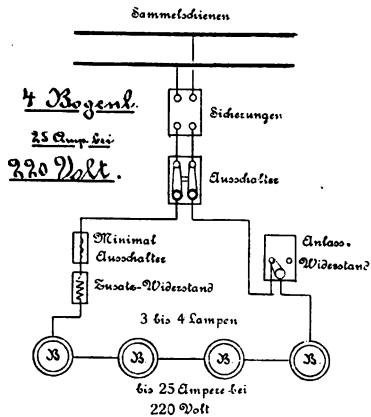 Sammelschienen
4 Bogenl.
25 Amp. bei
220 Volt.
Sicherungen
Ausschalter
Minimal
Ausschalter
Zusatz-Widerstand
Anlass-
Widerstand
3 bis 4 Lampen
B
B
B
B
bis 25 Ampere bei
220 Volt